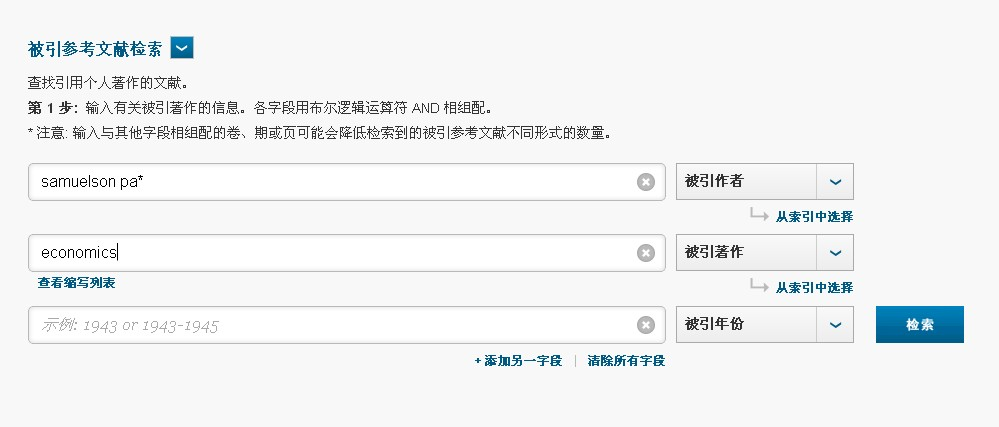 被引参考文献检索
查找引用个人著作的文献。
第 1 步: 输入有关被引著作的信息。各字段用布尔逻辑运算符 AND 相组配。
* 注意: 输入与其他字段相组配的卷、期或页可能会降低检索到的被引参考文献不同形式的数量。
samuelson pa* 被引作者
从索引中选择
economics 被引著作
查看缩写列表 从索引中选择
示例: 1943 or 1943-1945 被引年份 检索
+ 添加另一字段 | 清除所有字段